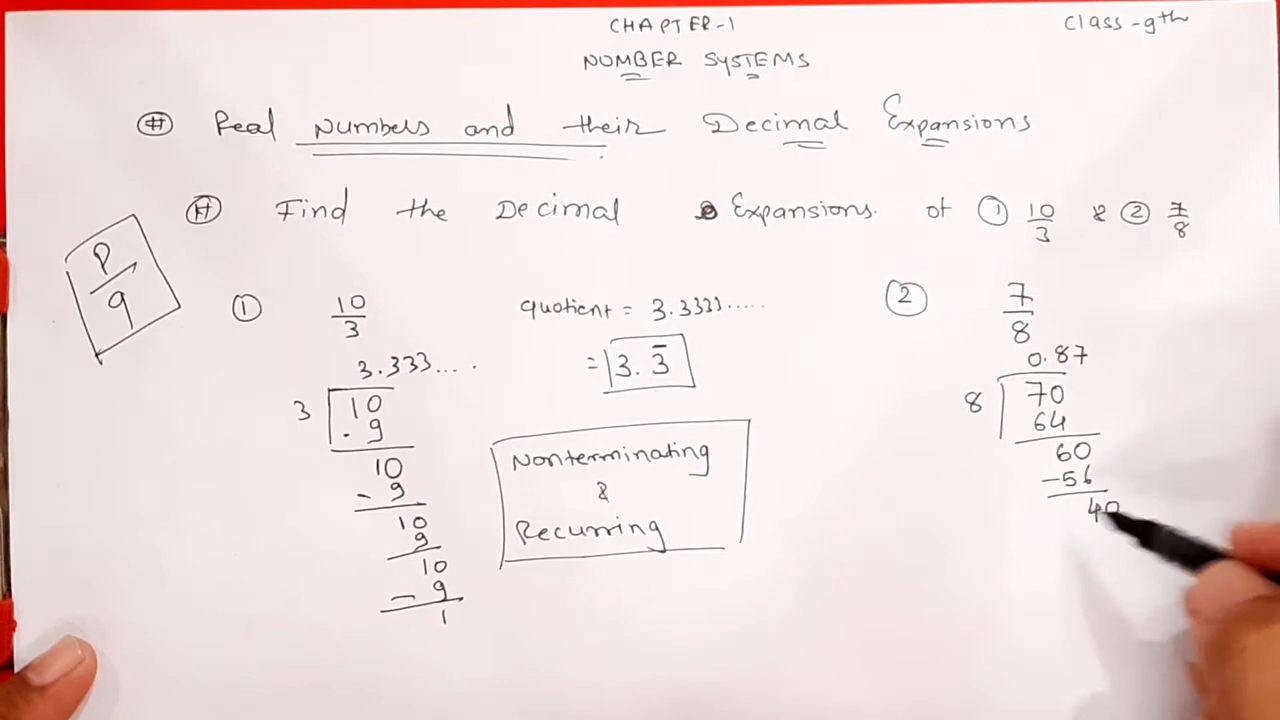 CHAPTER-1
Class-9th
NUMBER SYSTEMS
# Real Numbers and their Decimal Expansions
# Find the Decimal Expansions. of ① 10/3 & ② 7/8
P/q
① 10/3
3.333....
3 10
. 9
10
- 9
10
9
10
- 9
1
quotient = 3.3333.....
= 3.3̅
Nonterminating
&
Recurring
② 7/8
0.87
8 70
64
60
-56
40